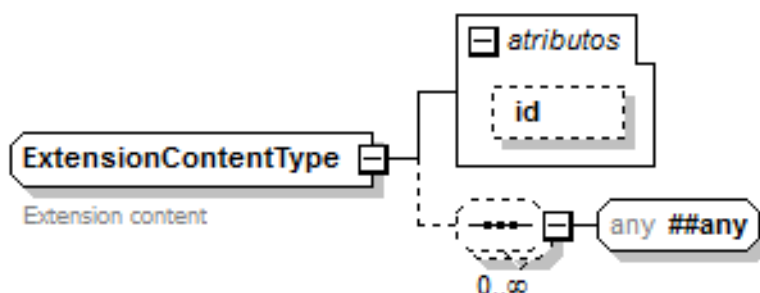 atributos
id
ExtensionContentType
Extension content
any ##any
0..∞